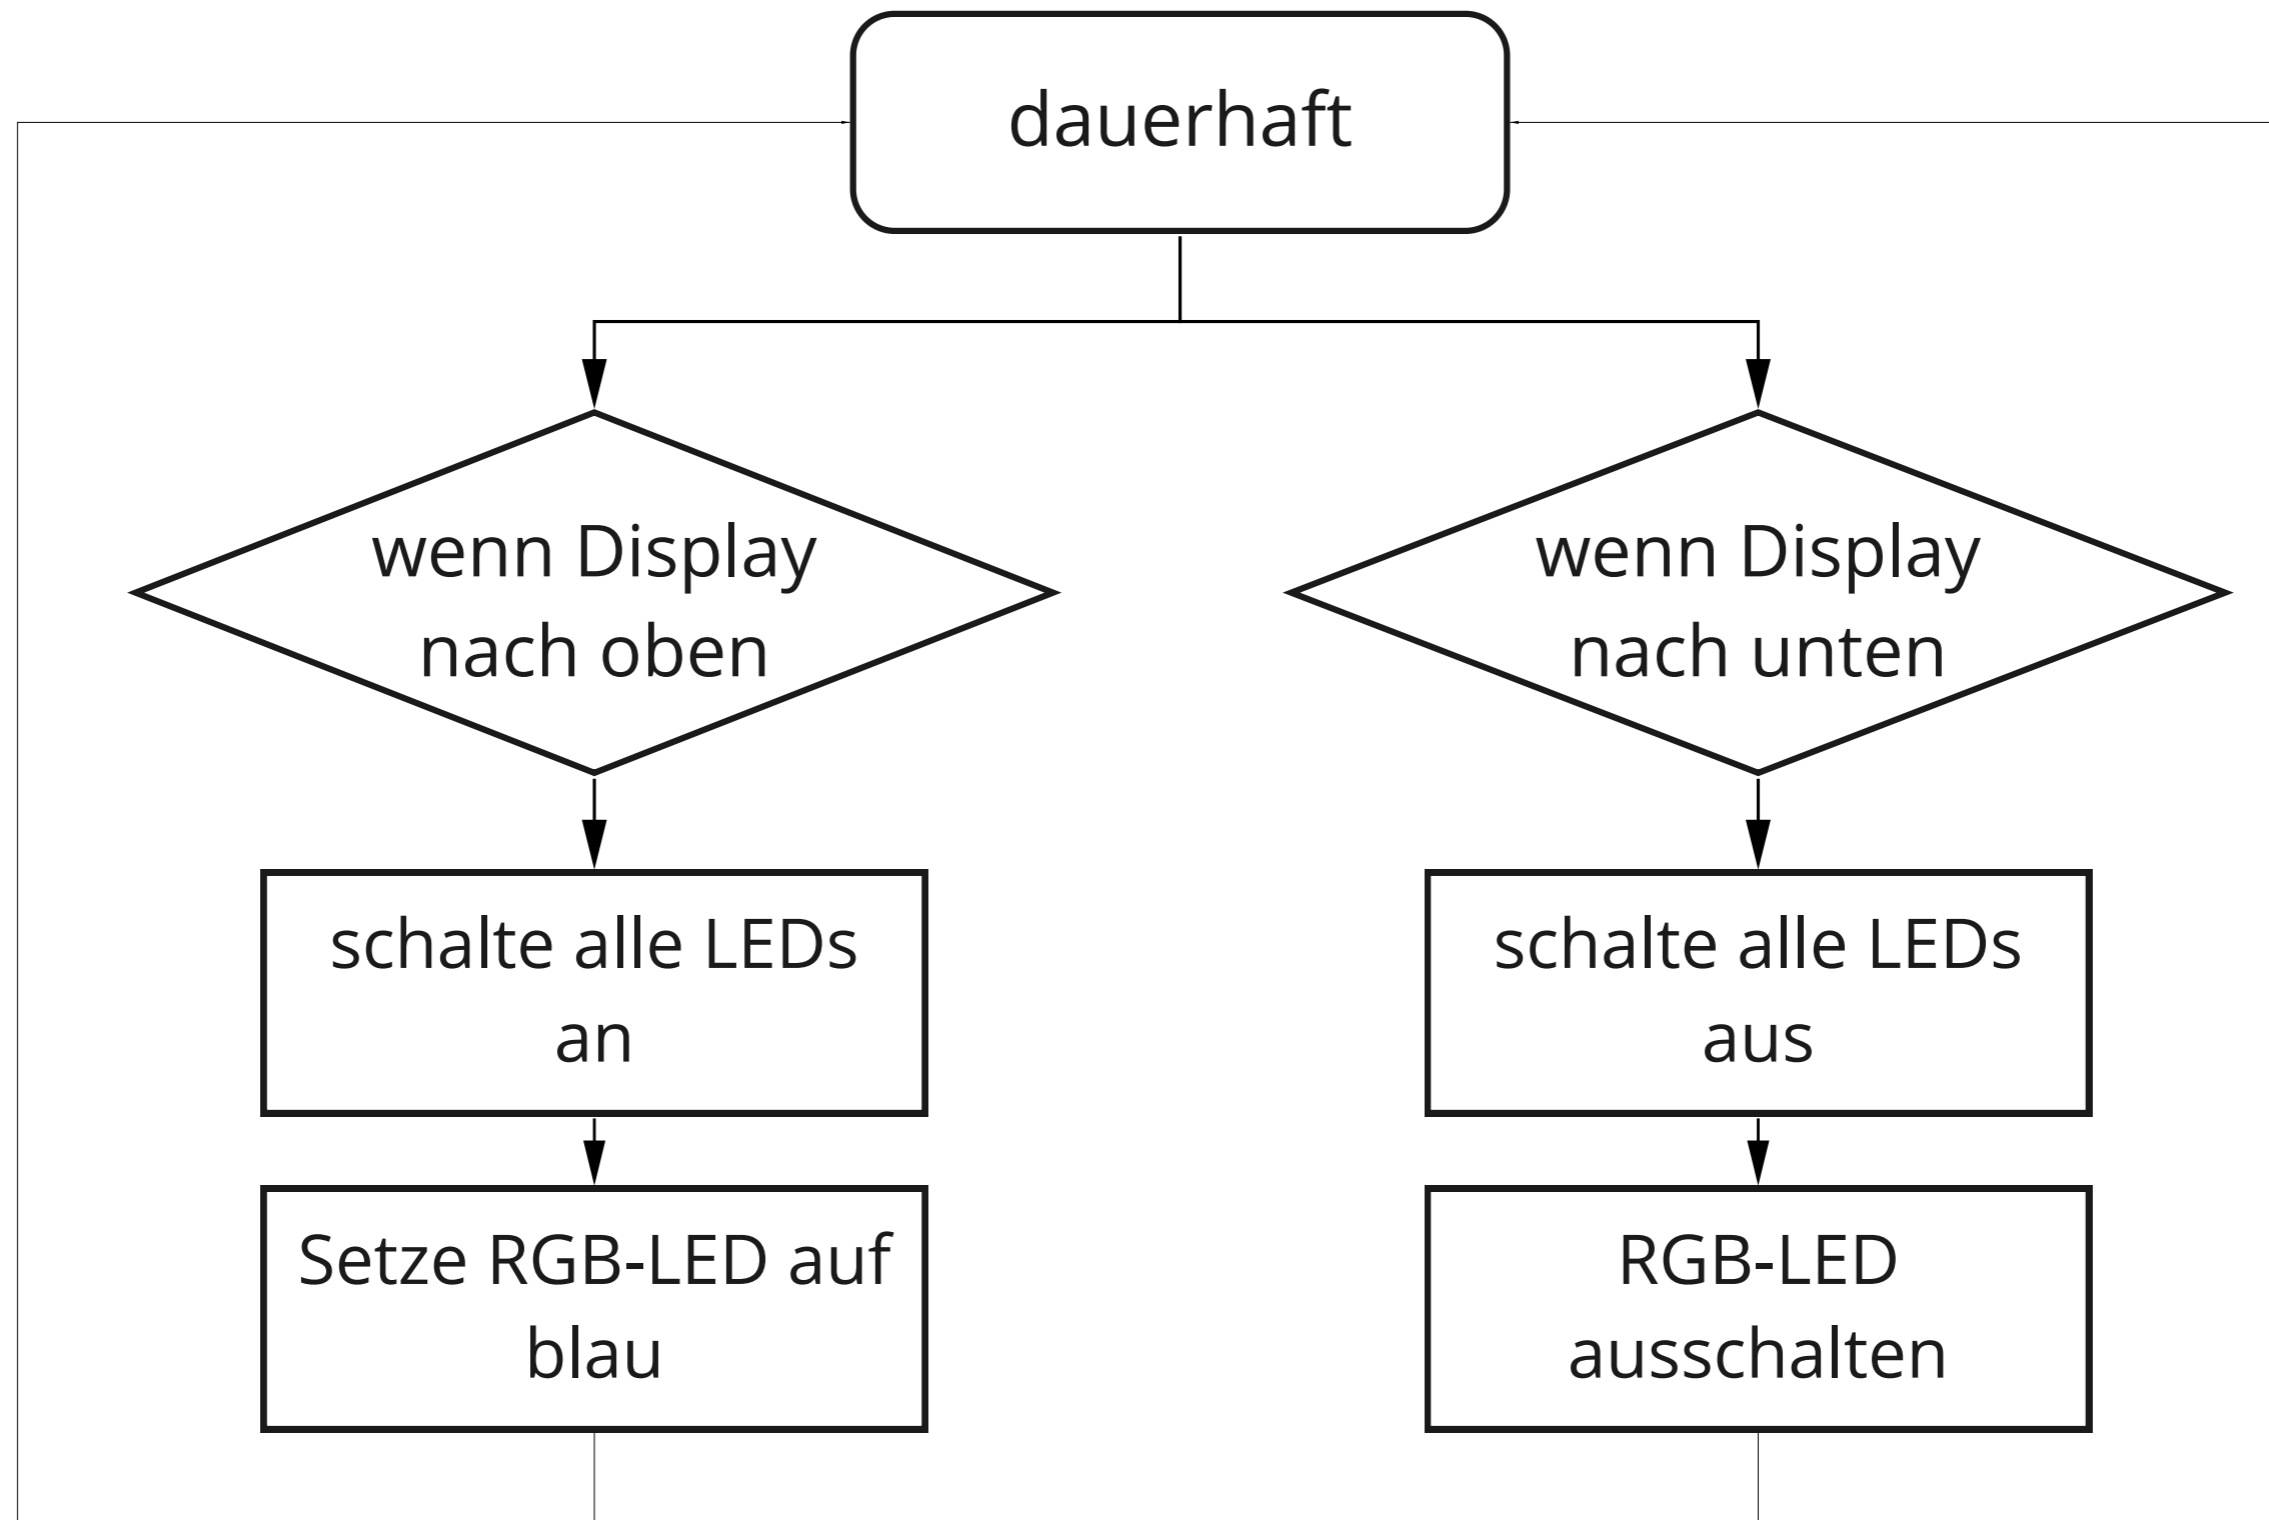 dauerhaft
wenn Display
nach oben
schalte alle LEDs
an
Setze RGB-LED auf
blau
wenn Display
nach unten
schalte alle LEDs
aus
RGB-LED
ausschalten